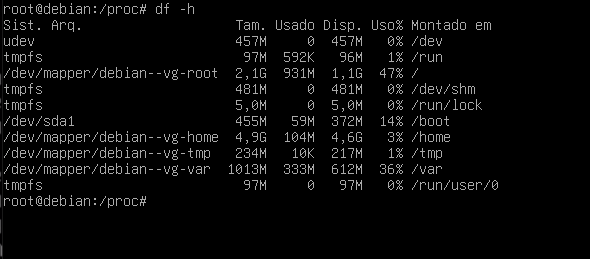 root@debian:/proc# df -h
Sist. Arq. Tam. Usado Disp. Uso% Montado em
udev 457M 0 457M 0% /dev
tmpfs 97M 592K 96M 1% /run
/dev/mapper/debian--vg-root 2,1G 931M 1,1G 47% /
tmpfs 481M 0 481M 0% /dev/shm
tmpfs 5,0M 0 5,0M 0% /run/lock
/dev/sda1 455M 59M 372M 14% /boot
/dev/mapper/debian--vg-home 4,9G 104M 4,6G 3% /home
/dev/mapper/debian--vg-tmp 234M 10K 217M 1% /tmp
/dev/mapper/debian--vg-var 1013M 333M 612M 36% /var
tmpfs 97M 0 97M 0% /run/user/0
root@debian:/proc#